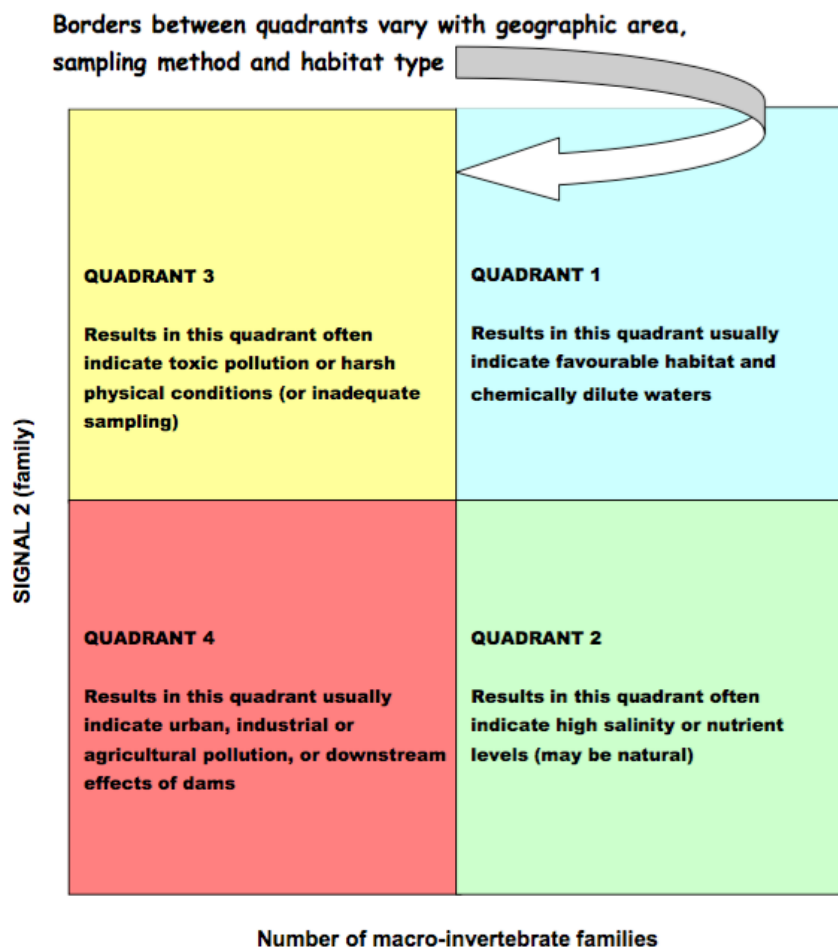 Borders between quadrants vary with geographic area,
sampling method and habitat type
QUADRANT 3
Results in this quadrant often
indicate toxic pollution or harsh
physical conditions (or inadequate
sampling)
QUADRANT 1
Results in this quadrant usually
indicate favourable habitat and
chemically dilute waters
SIGNAL 2 (family)
QUADRANT 4
Results in this quadrant usually
indicate urban, industrial or
agricultural pollution, or downstream
effects of dams
QUADRANT 2
Results in this quadrant often
indicate high salinity or nutrient
levels (may be natural)
Number of macro-invertebrate families